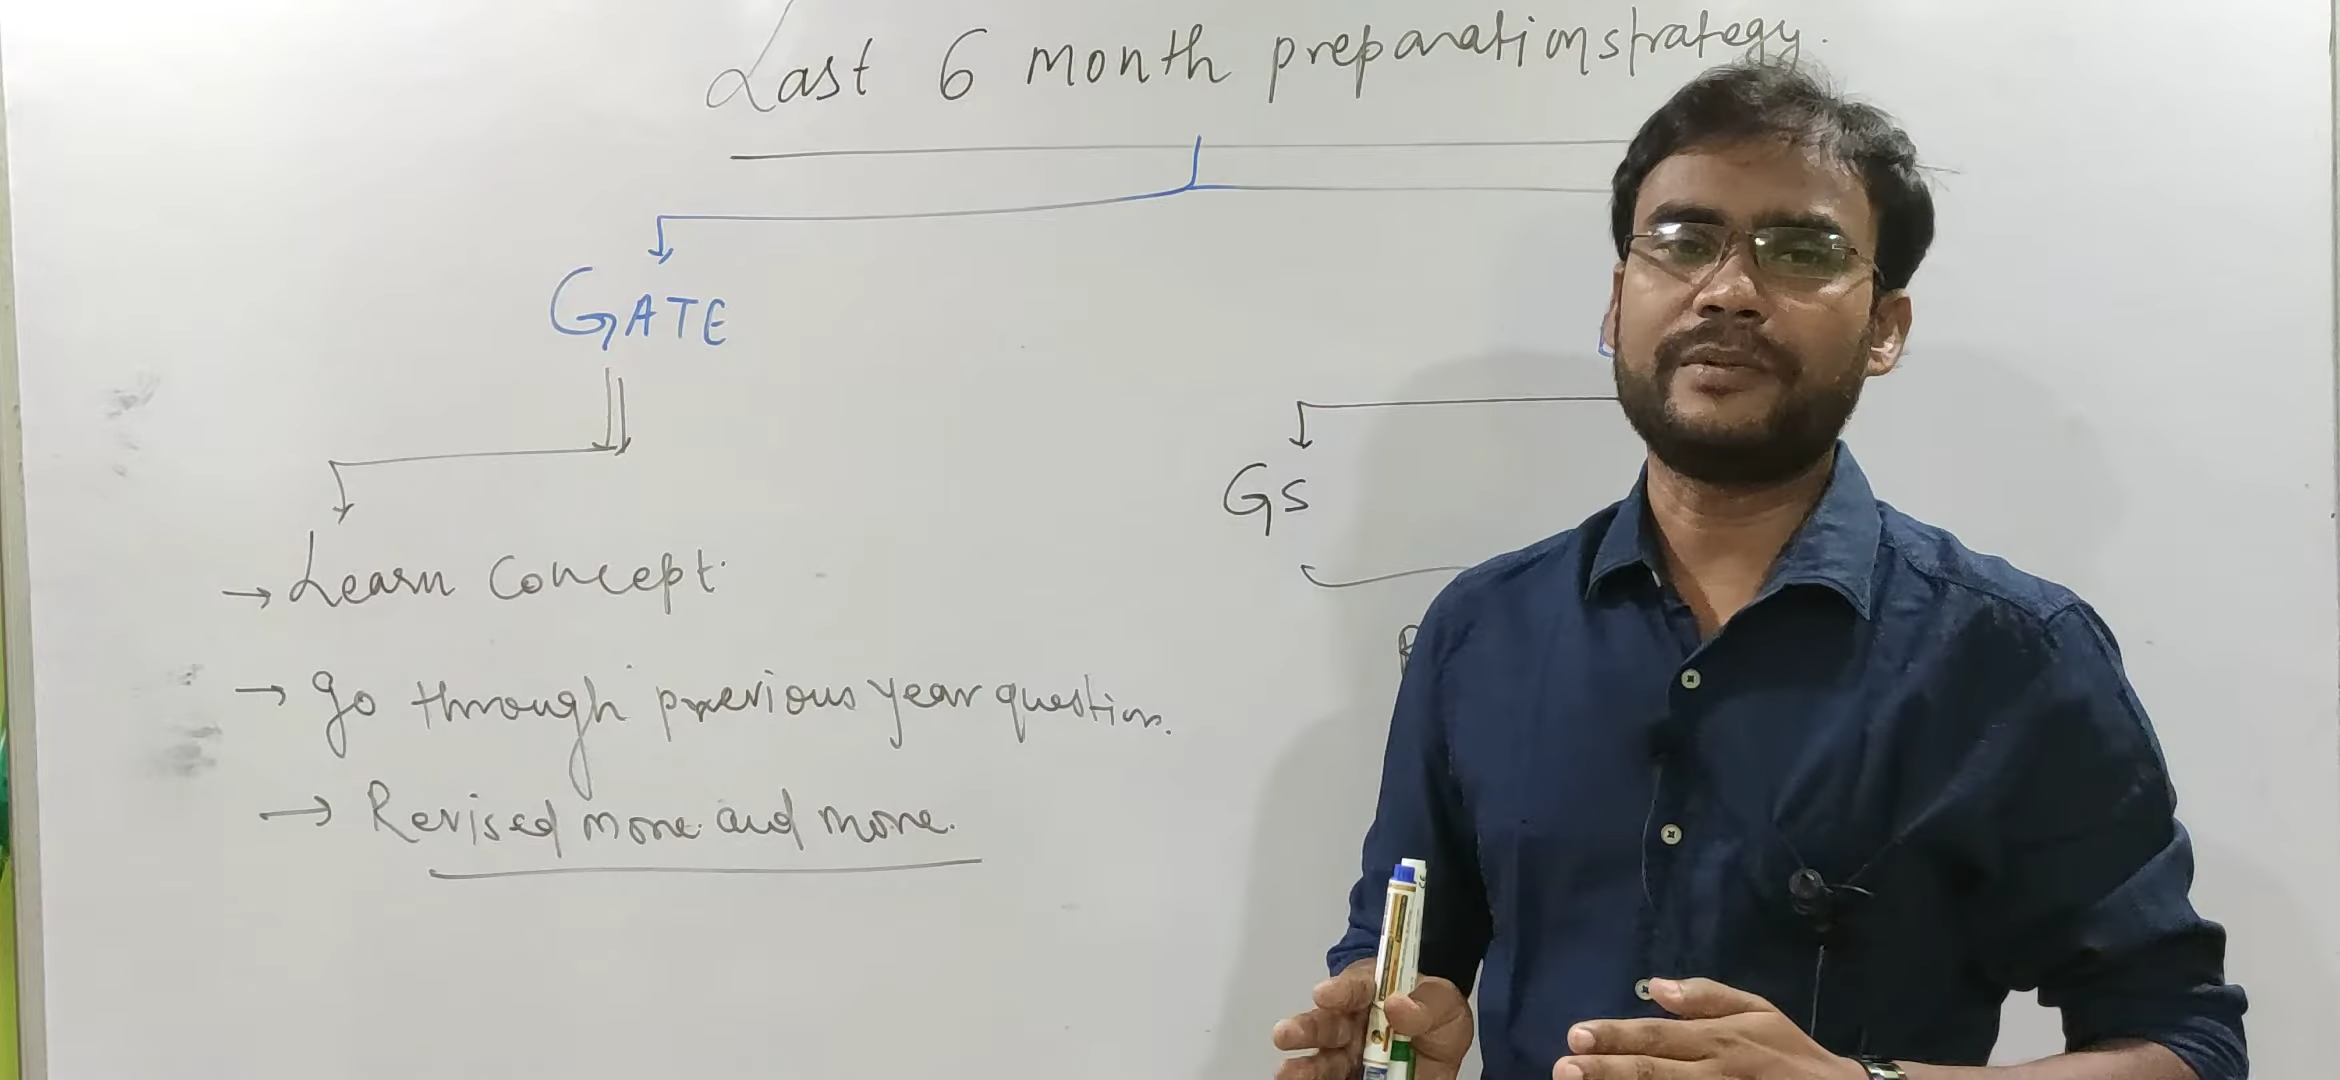 Last 6 month preparation strategy.
GATE
GS
→ Learn Concept.
→ go through previous year question.
→ Revised more and more.